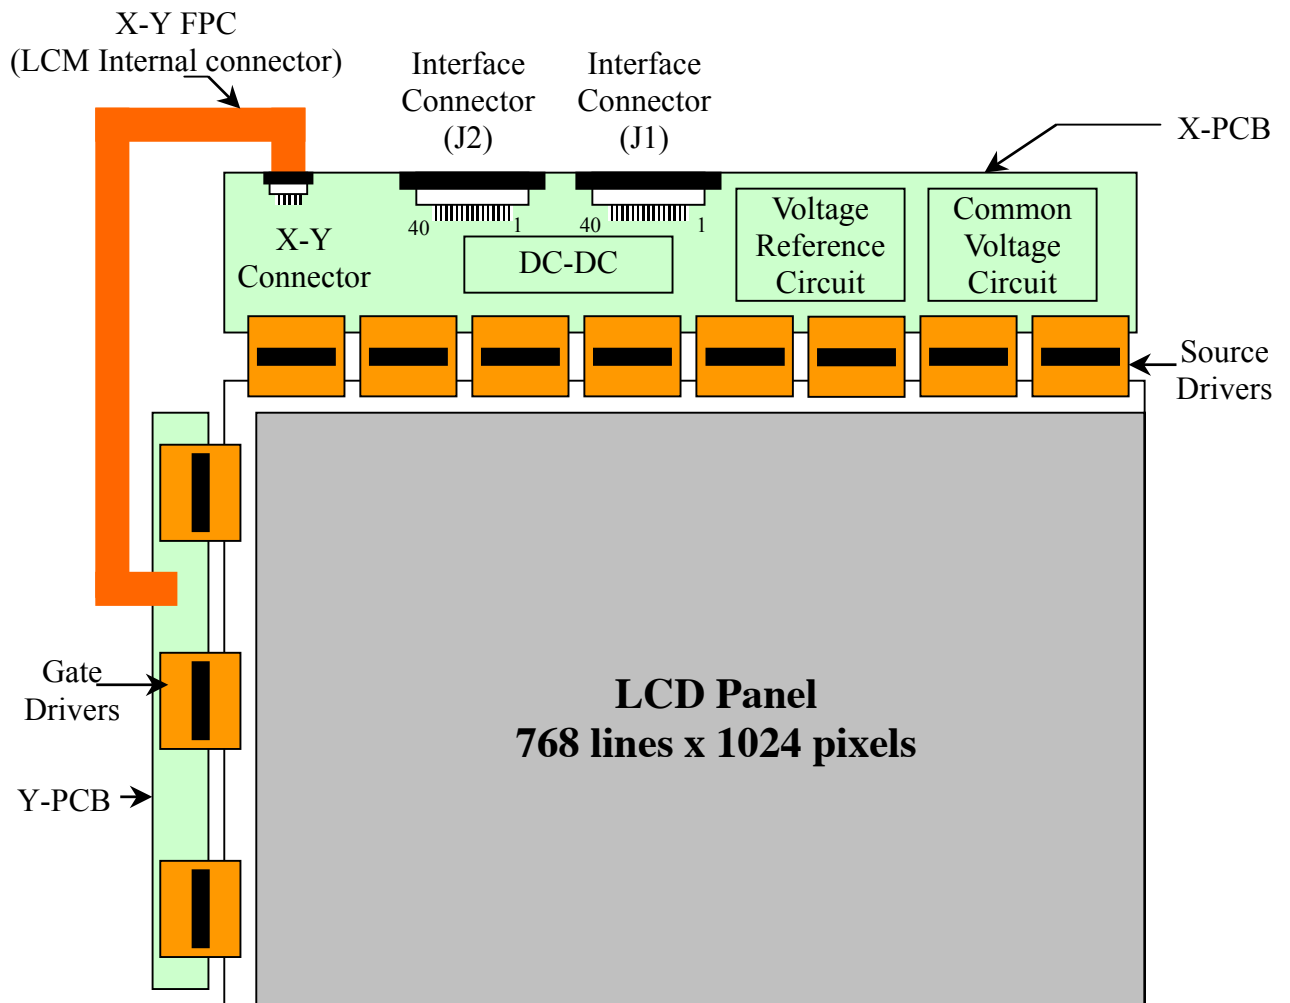 X-Y FPC
(LCM Internal connector)
Interface
Connector
(J2)
Interface
Connector
(J1)
X-PCB
40
1
40
1
X-Y
Connector
DC-DC
Voltage
Reference
Circuit
Common
Voltage
Circuit
Source
Drivers
Gate
Drivers
Y-PCB
LCD Panel
768 lines x 1024 pixels